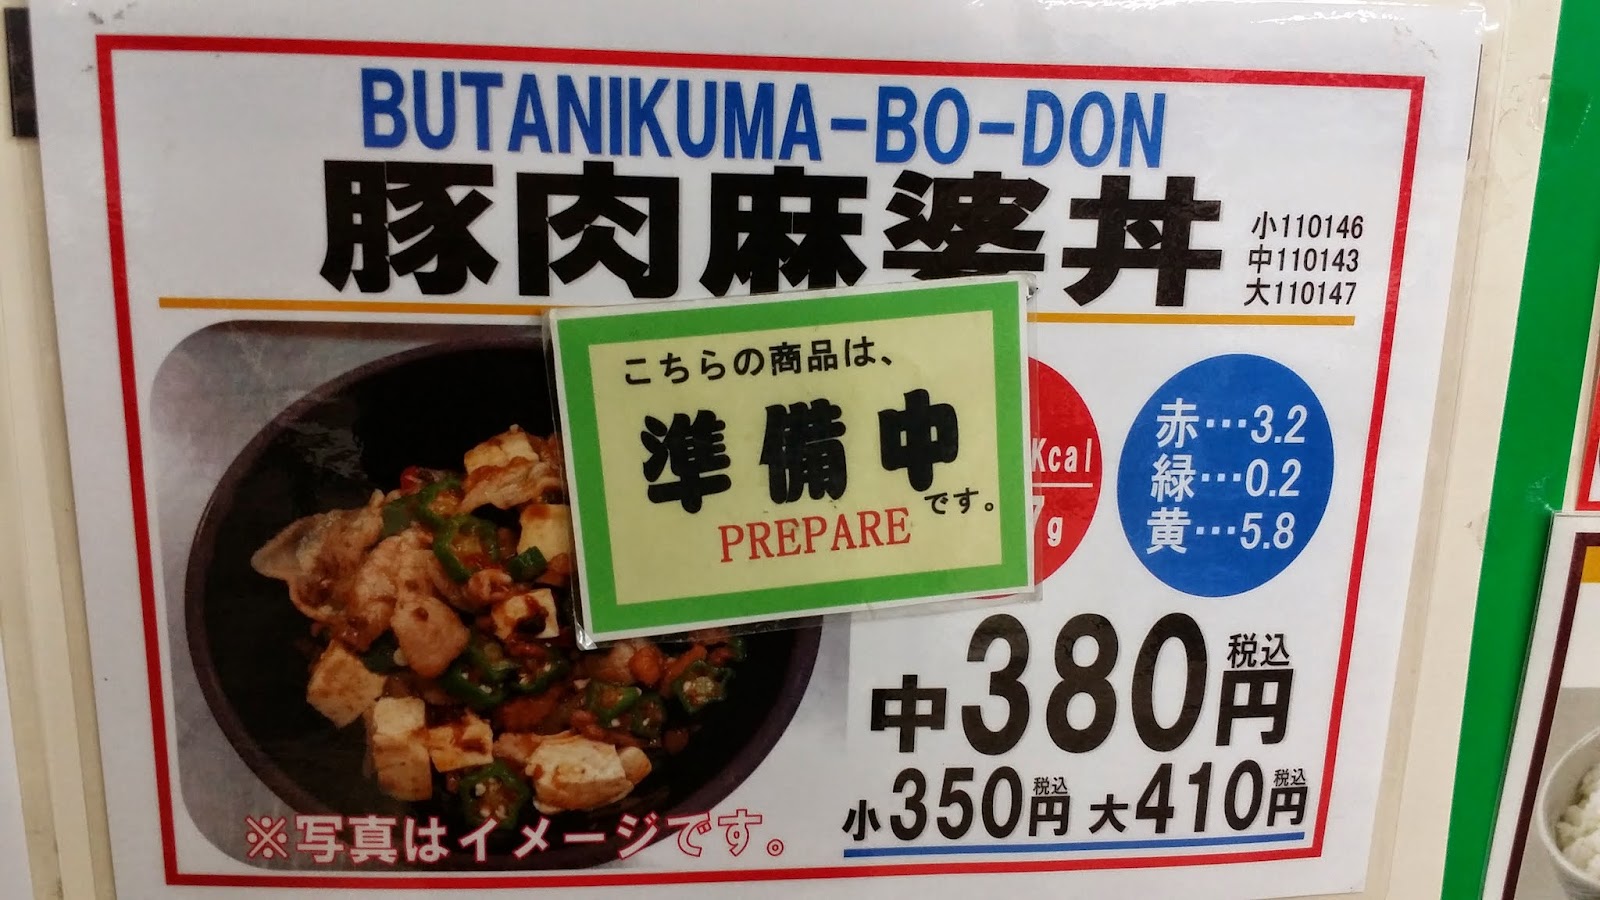 BUTANIKUMA-BO-DON
豚肉麻婆丼
小110146
中110143
大110147
こちらの商品は、
準備中
です。
PREPARE
Kcal
7g
赤…3.2
緑…0.2
黄…5.8
中380円税込
小350円税込 大410円税込
※写真はイメージです。